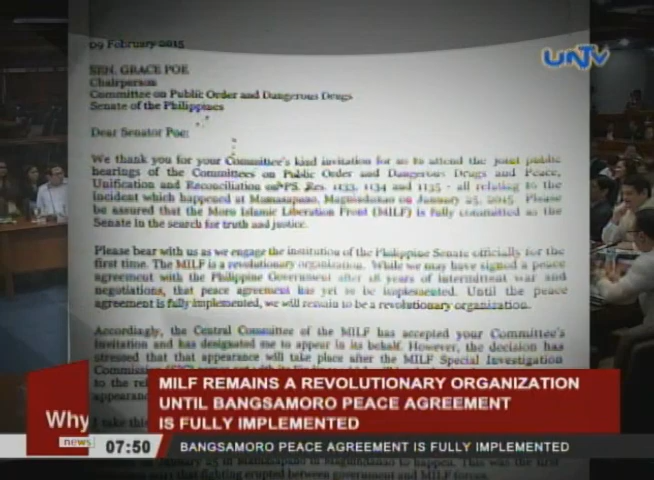 09 February 2015
UNTV
SEN. GRACE POE
Chairperson
Committee on Public Order and Dangerous Drugs
Senate of the Philippines
Dear Senator Poe:
We thank you for your Committee's kind invitation for us to attend the joint public
hearings of the Committees on Public Order and Dangerous Drugs and Peace,
Unification and Reconciliation on PS. Res. 1133, 1134 and 1135 - all relating to the
incident which happened at Mamasapano, Maguindanao on January 25, 2015. Please
be assured that the Moro Islamic Liberation Front (MILF) is fully committed as the
Senate in the search for truth and justice.
Please bear with us as we engage the institution of the Philippine Senate officially for the
first time. The MILF is a revolutionary organization. While we may have signed a peace
agreement with the Philippine Government after 18 years of intermittent war and
negotiations, that peace agreement has yet to be implemented. Until the peace
agreement is fully implemented, we will remain to be a revolutionary organization.
Accordingly, the Central Committee of the MILF has accepted your Committee's
invitation and has designated me to appear in its behalf. However, the decision has
stressed that that appearance will take place after the MILF Special Investigation
MILF REMAINS A REVOLUTIONARY ORGANIZATION
UNTIL BANGSAMORO PEACE AGREEMENT
IS FULLY IMPLEMENTED
Why
news
07:50
BANGSAMORO PEACE AGREEMENT IS FULLY IMPLEMENTED